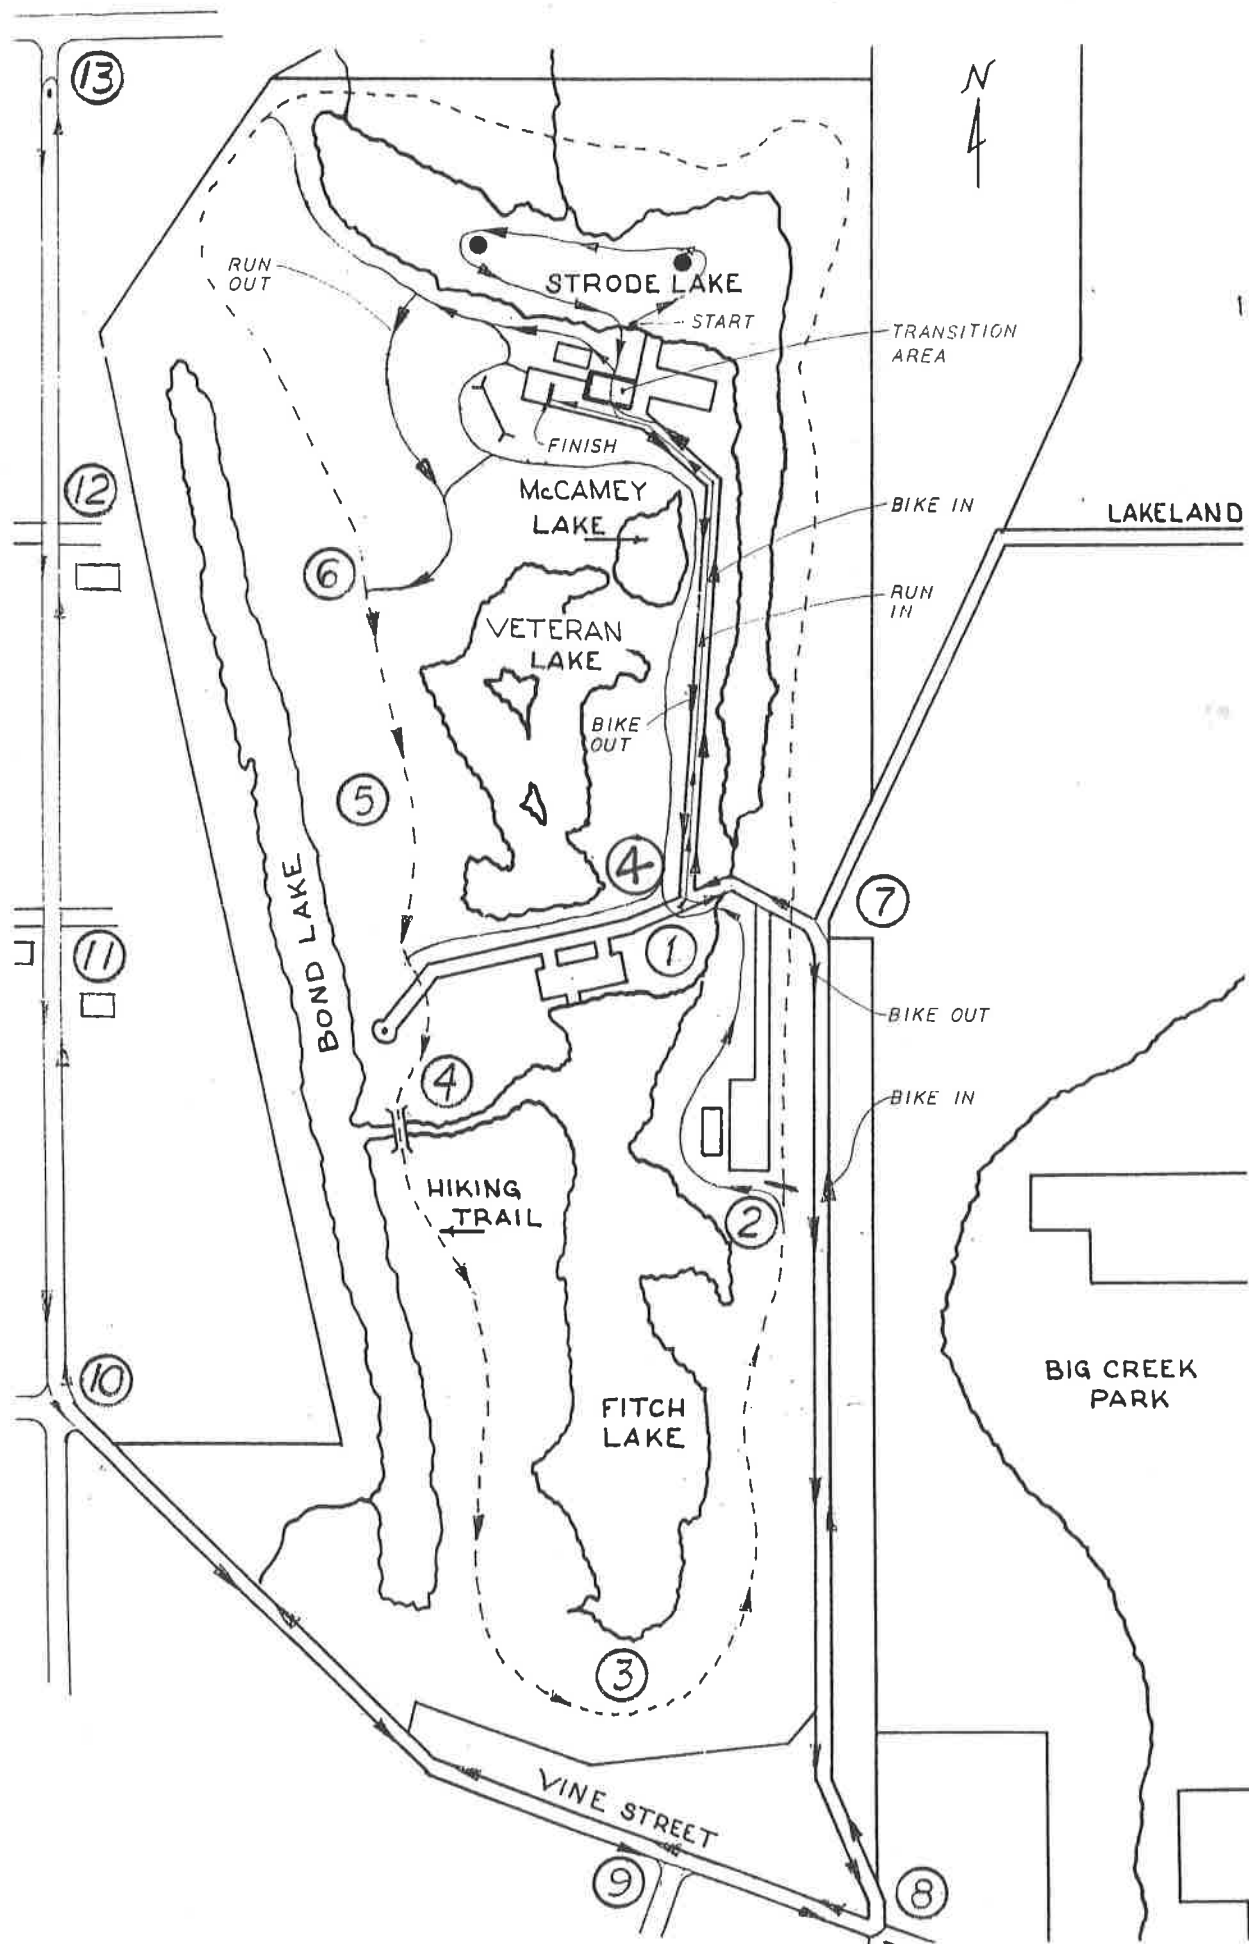 13
N
RUN
OUT
STRODE LAKE
START
TRANSITION
AREA
FINISH
12
McCAMEY
LAKE
BIKE IN
LAKELAND
6
RUN
IN
VETERAN
LAKE
BIKE
OUT
5
4
7
BOND LAKE
11
1
BIKE OUT
4
BIKE IN
HIKING
TRAIL
2
10
BIG CREEK
PARK
FITCH
LAKE
3
VINE STREET
9
8